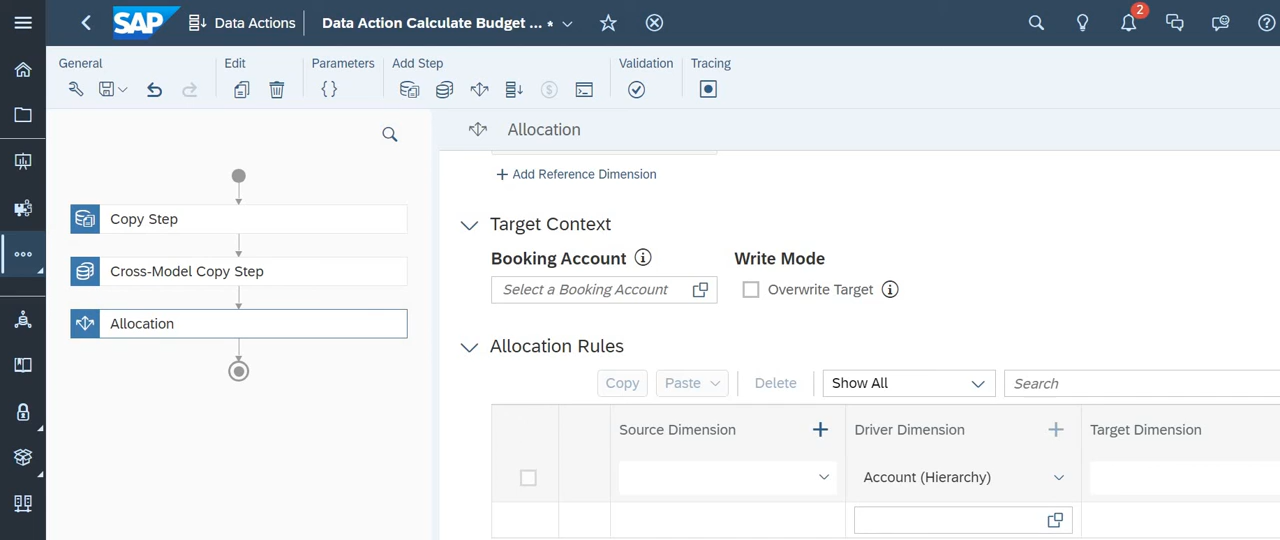 SAP Data Actions Data Action Calculate Budget ... * 2
General Edit Parameters Add Step Validation Tracing
Allocation
Add Reference Dimension
Copy Step
Target Context
Booking Account Write Mode
Cross-Model Copy Step
Select a Booking Account Overwrite Target
Allocation
Allocation Rules
Copy Paste Delete Show All Search
Source Dimension Driver Dimension Target Dimension
Account (Hierarchy)